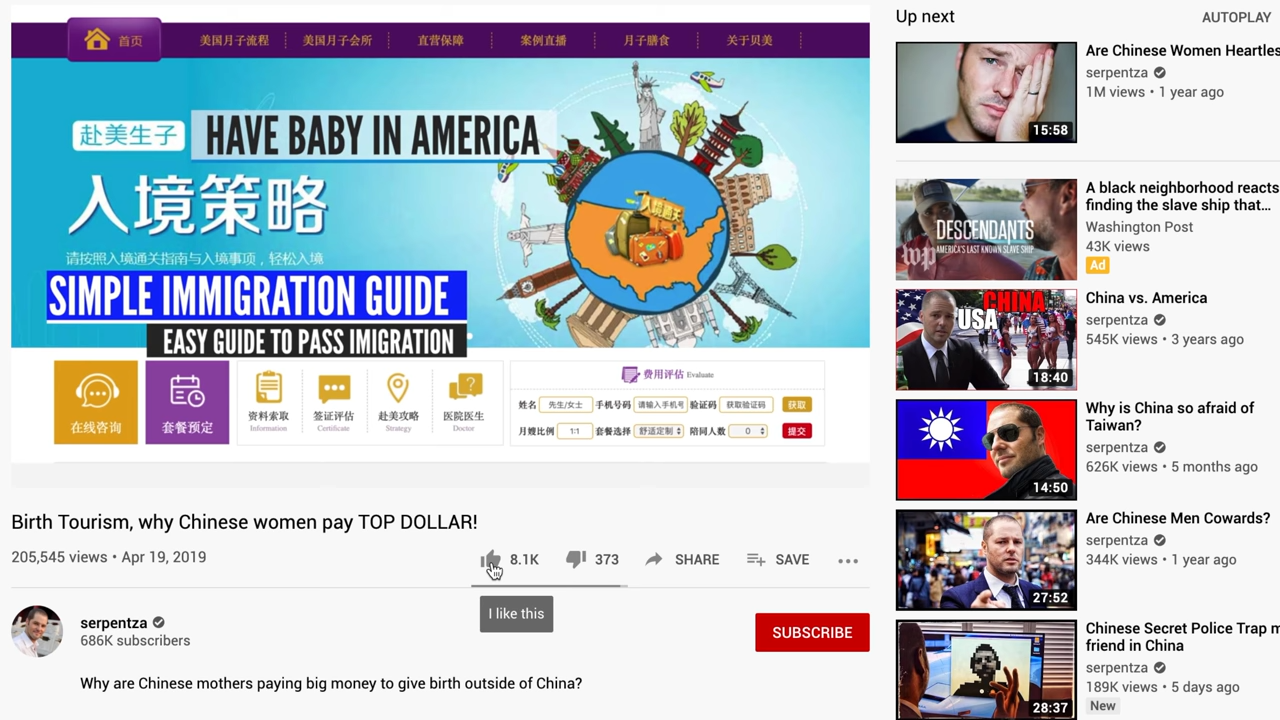 首页
美国月子流程
美国月子会所
直营保障
案例直播
月子膳食
关于贝美
赴美生子
HAVE BABY IN AMERICA
入境策略
请按照入境通关指南与入境事项，轻松入境
SIMPLE IMMIGRATION GUIDE
EASY GUIDE TO PASS IMIGRATION
入境通关
在线咨询
套餐预定
资料索取
Information
签证评估
Certificate
赴美攻略
Strategy
医院医生
Doctor
费用评估 Evaluate
姓名 先生/女士 手机号码 请输入手机号 验证码 获取验证码 获取
月嫂比例 1:1 套餐选择 舒适定制 陪同人数 0 提交
Birth Tourism, why Chinese women pay TOP DOLLAR!
205,545 views • Apr 19, 2019
8.1K
373
SHARE
SAVE
I like this
serpentza
686K subscribers
SUBSCRIBE
Why are Chinese mothers paying big money to give birth outside of China?
Up next
AUTOPLAY
15:58
Are Chinese Women Heartles
serpentza
1M views • 1 year ago
DESCENDANTS
AMERICA'S LAST KNOWN SLAVE SHIP
wp
A black neighborhood reacts
finding the slave ship that…
Washington Post
43K views
Ad
CHINA
USA
18:40
China vs. America
serpentza
545K views • 3 years ago
14:50
Why is China so afraid of
Taiwan?
serpentza
626K views • 5 months ago
27:52
Are Chinese Men Cowards?
serpentza
344K views • 1 year ago
28:37
Chinese Secret Police Trap m
friend in China
serpentza
189K views • 5 days ago
New